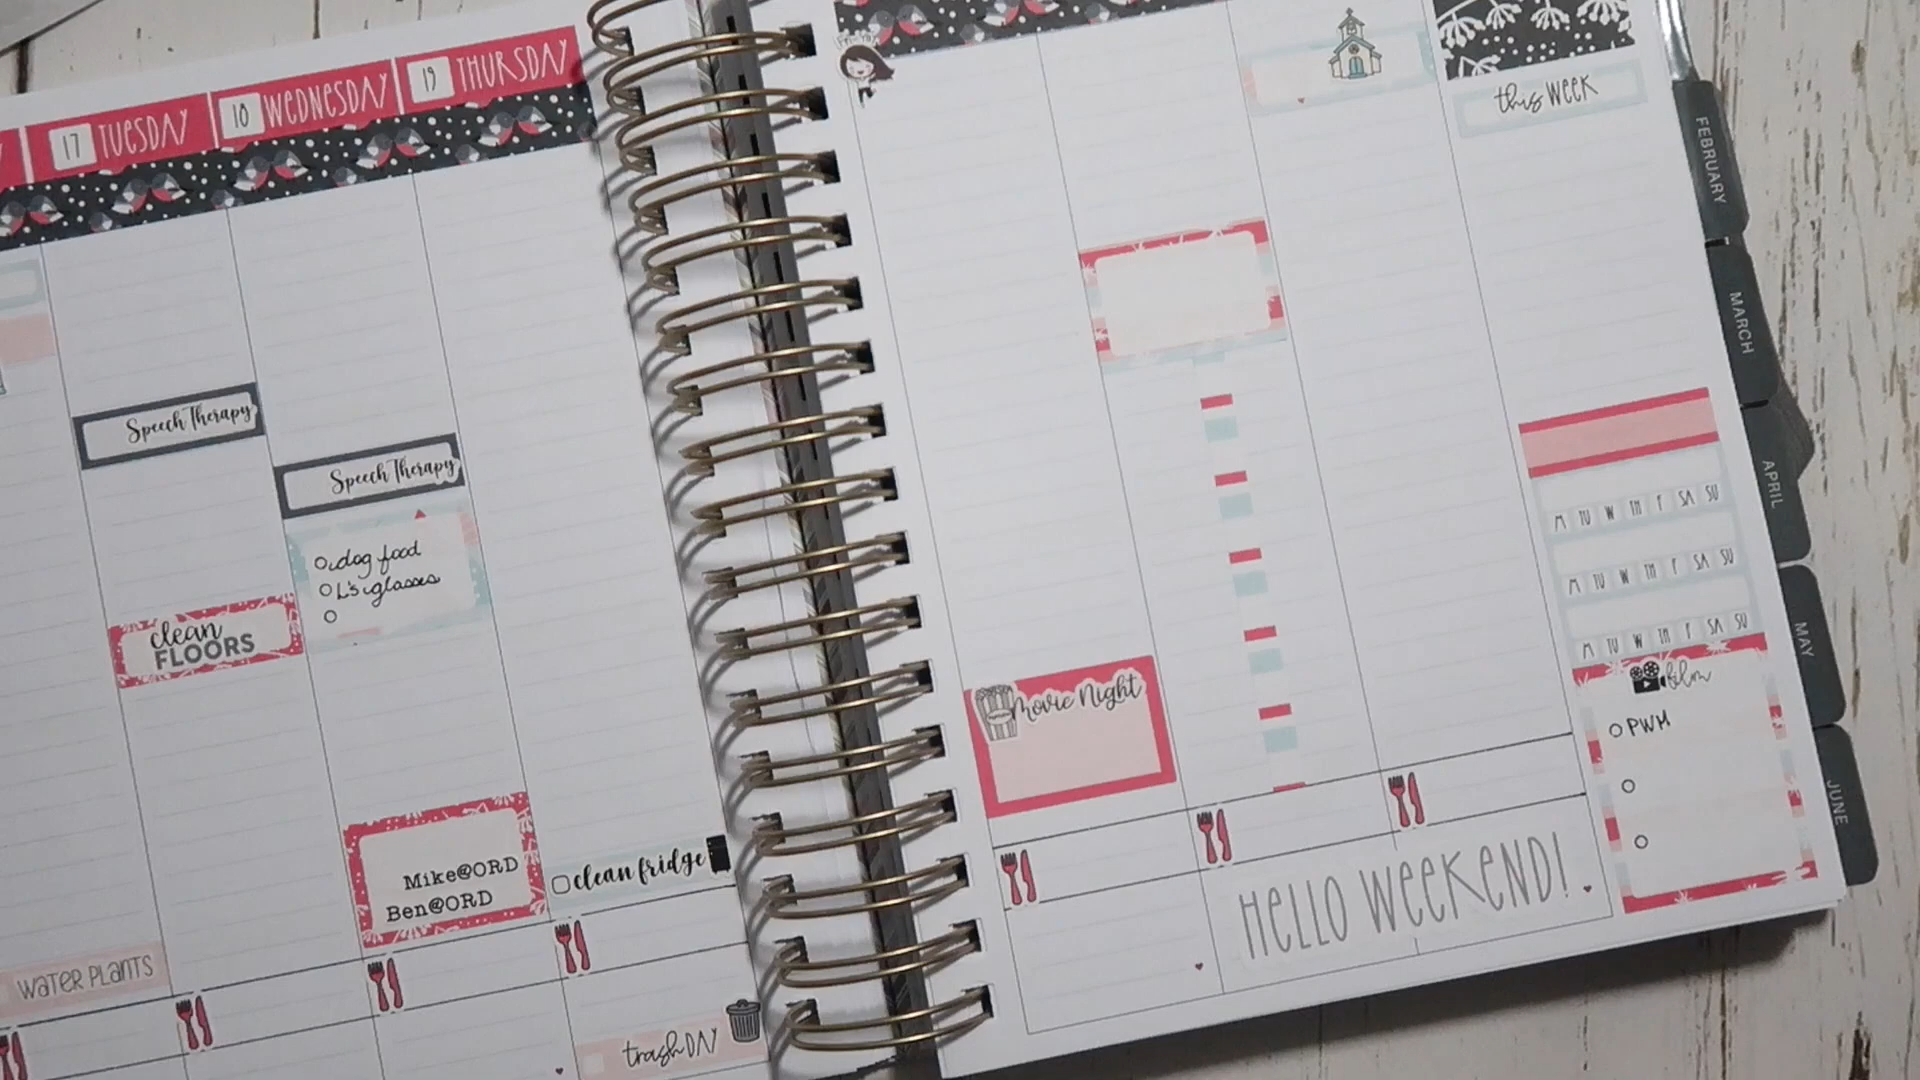 17 TUESDAY
10 WEDNESDAY
19 THURSDAY
Speech Therapy
clean
FLOORS
WATER PLANTS
Speech Therapy
dog food
L's glasses
Mike@ORD
Ben@ORD
clean fridge
trash DAY
Movie Night
HELLO WEEKEND!
this WEEK
M TU W TH F SA SU
M TU W TH F SA SU
M TU W TH F SA SU
film
PWM
FEBRUARY
MARCH
APRIL
MAY
JUNE